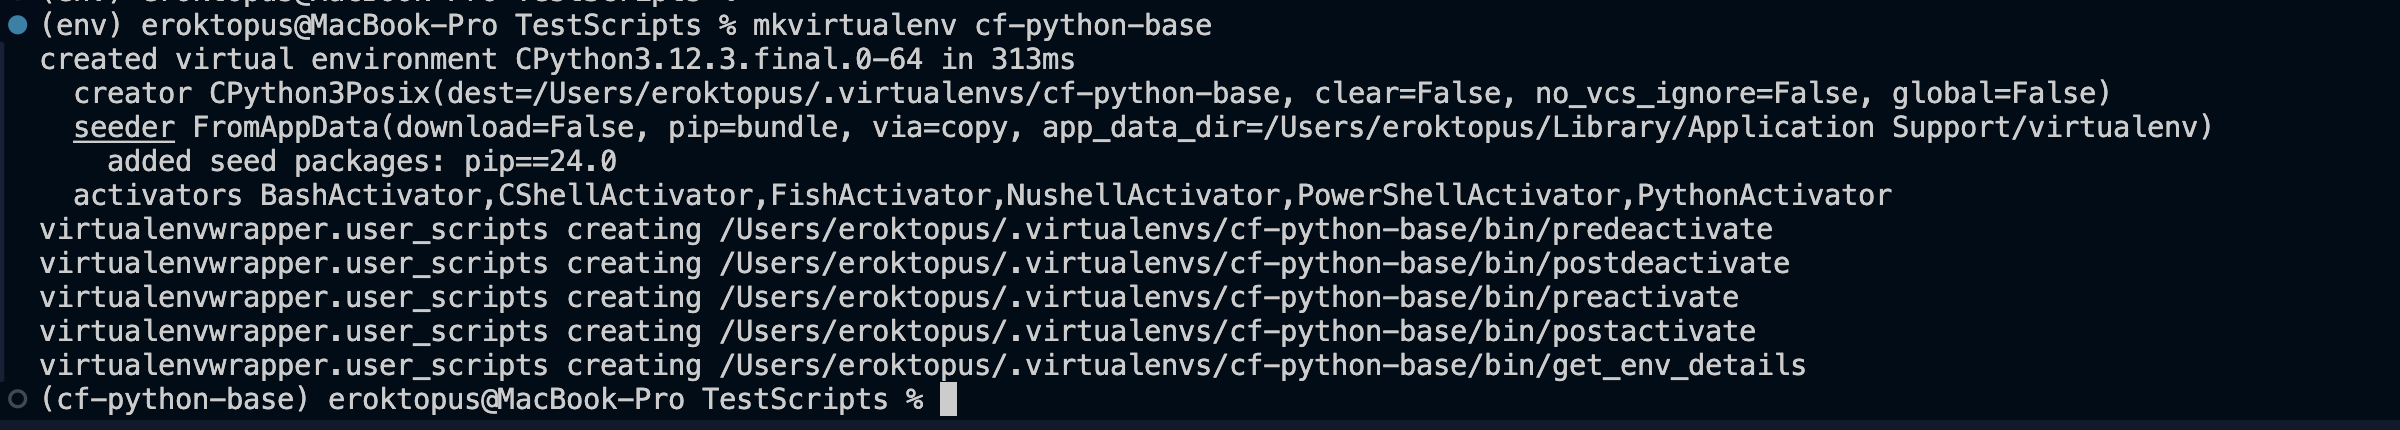 (env) eroktopus@MacBook-Pro TestScripts %
(env) eroktopus@MacBook-Pro TestScripts % mkvirtualenv cf-python-base
created virtual environment CPython3.12.3.final.0-64 in 313ms
  creator CPython3Posix(dest=/Users/eroktopus/.virtualenvs/cf-python-base, clear=False, no_vcs_ignore=False, global=False)
  seeder FromAppData(download=False, pip=bundle, via=copy, app_data_dir=/Users/eroktopus/Library/Application Support/virtualenv)
    added seed packages: pip==24.0
  activators BashActivator,CShellActivator,FishActivator,NushellActivator,PowerShellActivator,PythonActivator
virtualenvwrapper.user_scripts creating /Users/eroktopus/.virtualenvs/cf-python-base/bin/predeactivate
virtualenvwrapper.user_scripts creating /Users/eroktopus/.virtualenvs/cf-python-base/bin/postdeactivate
virtualenvwrapper.user_scripts creating /Users/eroktopus/.virtualenvs/cf-python-base/bin/preactivate
virtualenvwrapper.user_scripts creating /Users/eroktopus/.virtualenvs/cf-python-base/bin/postactivate
virtualenvwrapper.user_scripts creating /Users/eroktopus/.virtualenvs/cf-python-base/bin/get_env_details
(cf-python-base) eroktopus@MacBook-Pro TestScripts %